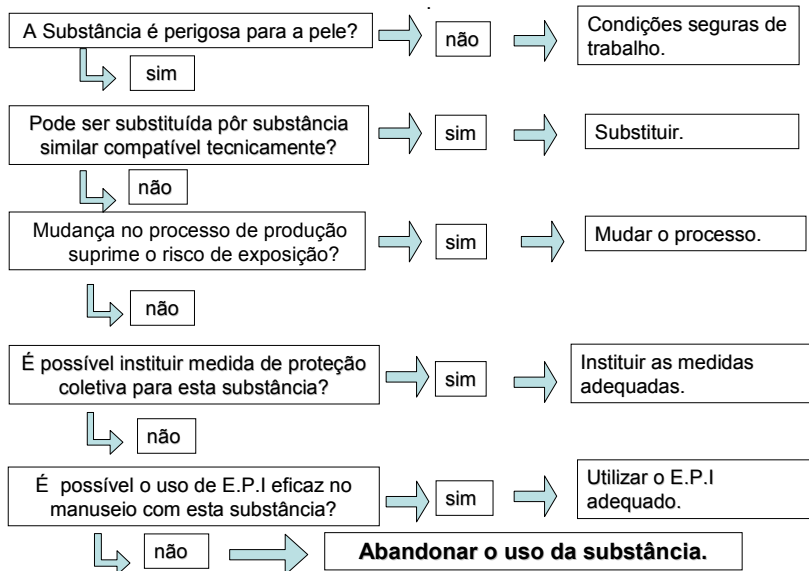 A Substância é perigosa para a pele?
não
Condições seguras de
trabalho.
sim
Pode ser substituída pôr substância
similar compatível tecnicamente?
sim
Substituir.
não
Mudança no processo de produção
suprime o risco de exposição?
sim
Mudar o processo.
não
É possível instituir medida de proteção
coletiva para esta substância?
sim
Instituir as medidas
adequadas.
não
É possível o uso de E.P.I eficaz no
manuseio com esta substância?
sim
Utilizar o E.P.I
adequado.
não
Abandonar o uso da substância.